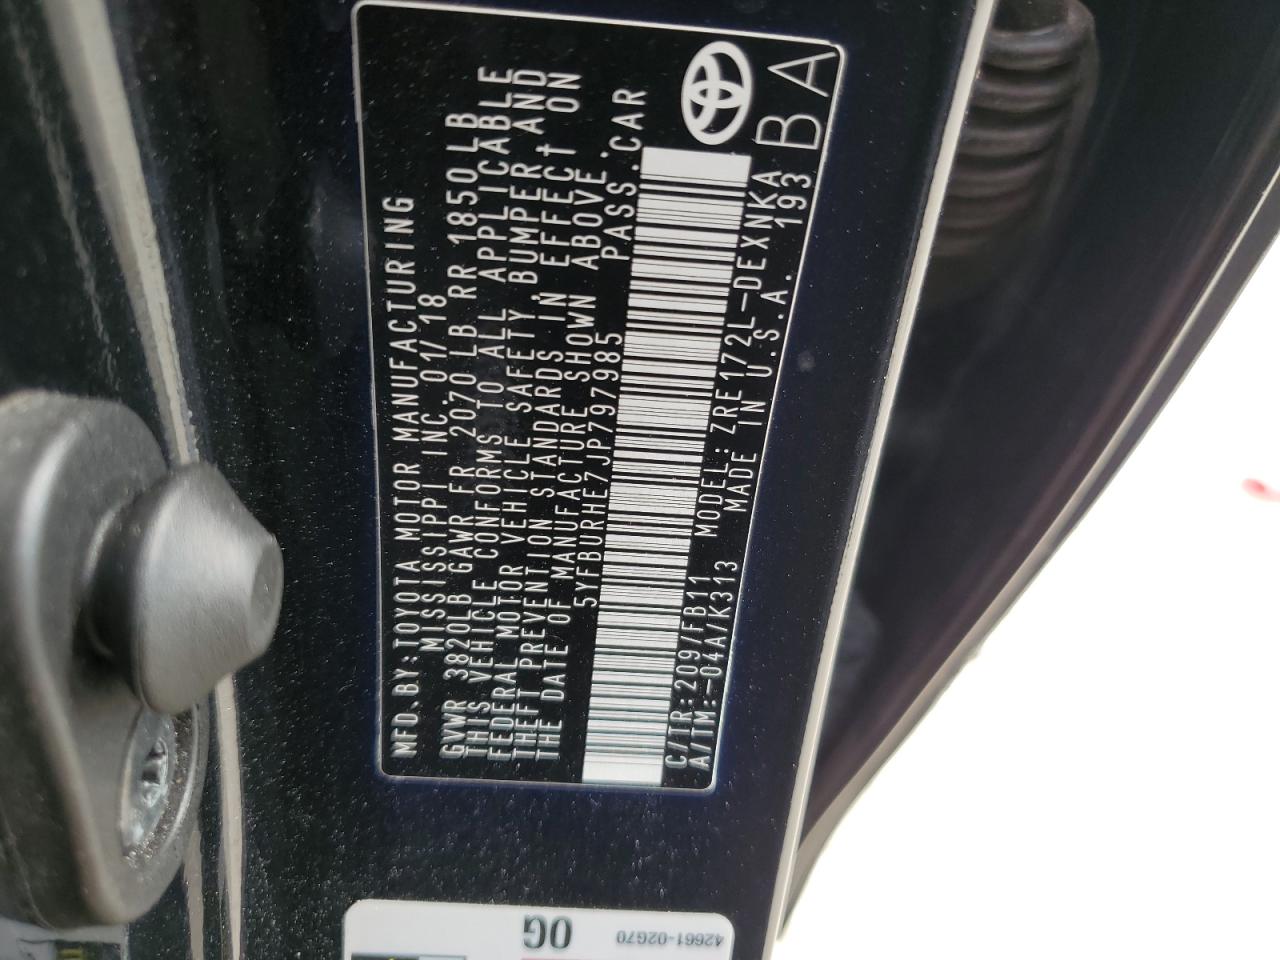 MFD.BY:TOYOTA MOTOR MANUFACTURING
MISSISSIPPI INC. 01/18
GVWR 3820LB GAWR FR 2070 LB RR 1850 LB
THIS VEHICLE CONFORMS TO ALL APPLICABLE
FEDERAL MOTOR VEHICLE SAFETY, BUMPER, AND
THEFT PREVENTION STANDARDS IN EFFECT ON
THE DATE OF MANUFACTURE SHOWN ABOVE.
5YFBURHE7JP797985 PASS.CAR
C/TR:209/FB11 MODEL:ZRE172L-DEXNKA
A/TM:-04A/K313 MADE IN U.S.A. 193
BA
0G
42661-02G70